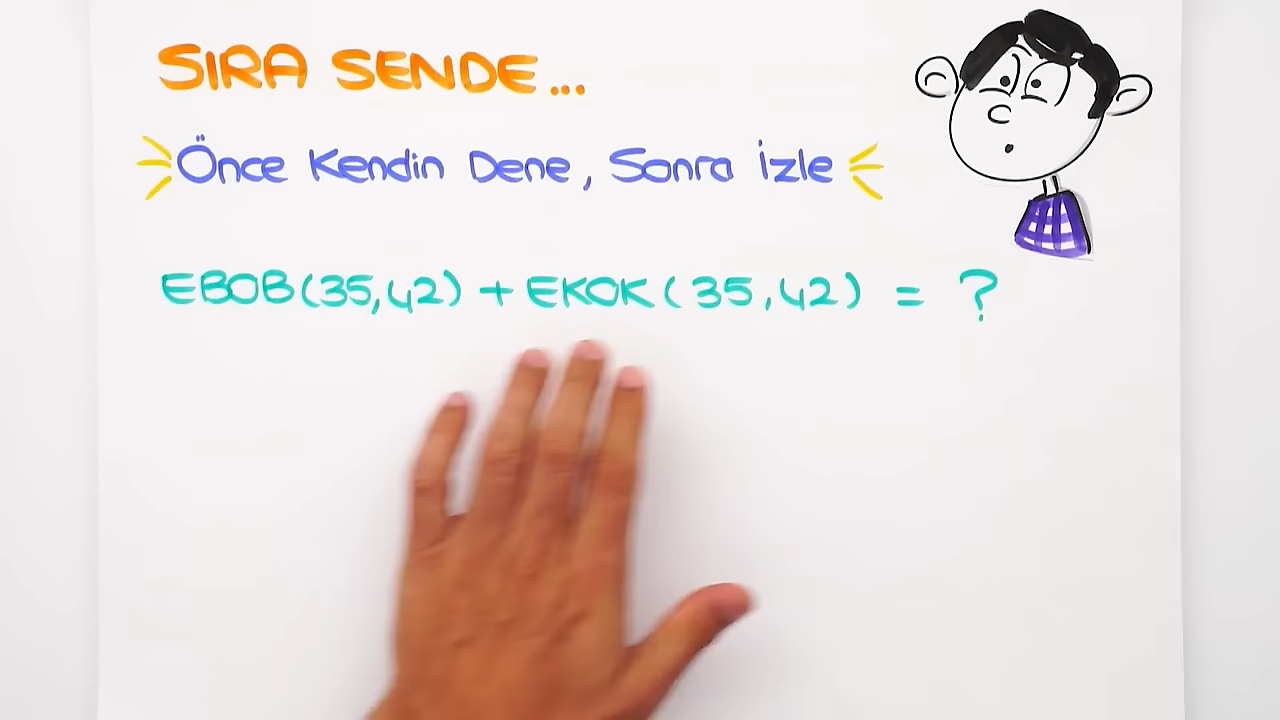 SIRA SENDE...
Önce Kendin Dene, Sonra İzle
EBOB(35,42) + EKOK(35,42) = ?